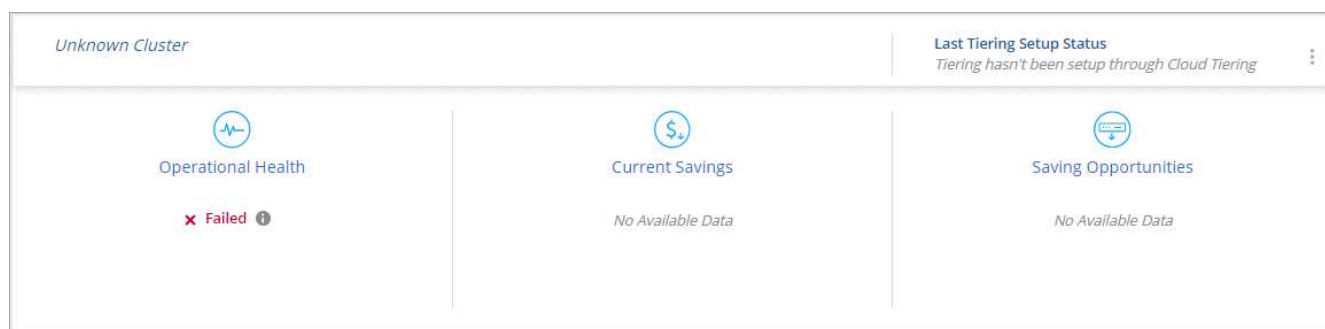 Unknown Cluster
Last Tiering Setup Status
Tiering hasn't been setup through Cloud Tiering
Operational Health
Current Savings
Saving Opportunities
Failed
No Available Data
No Available Data